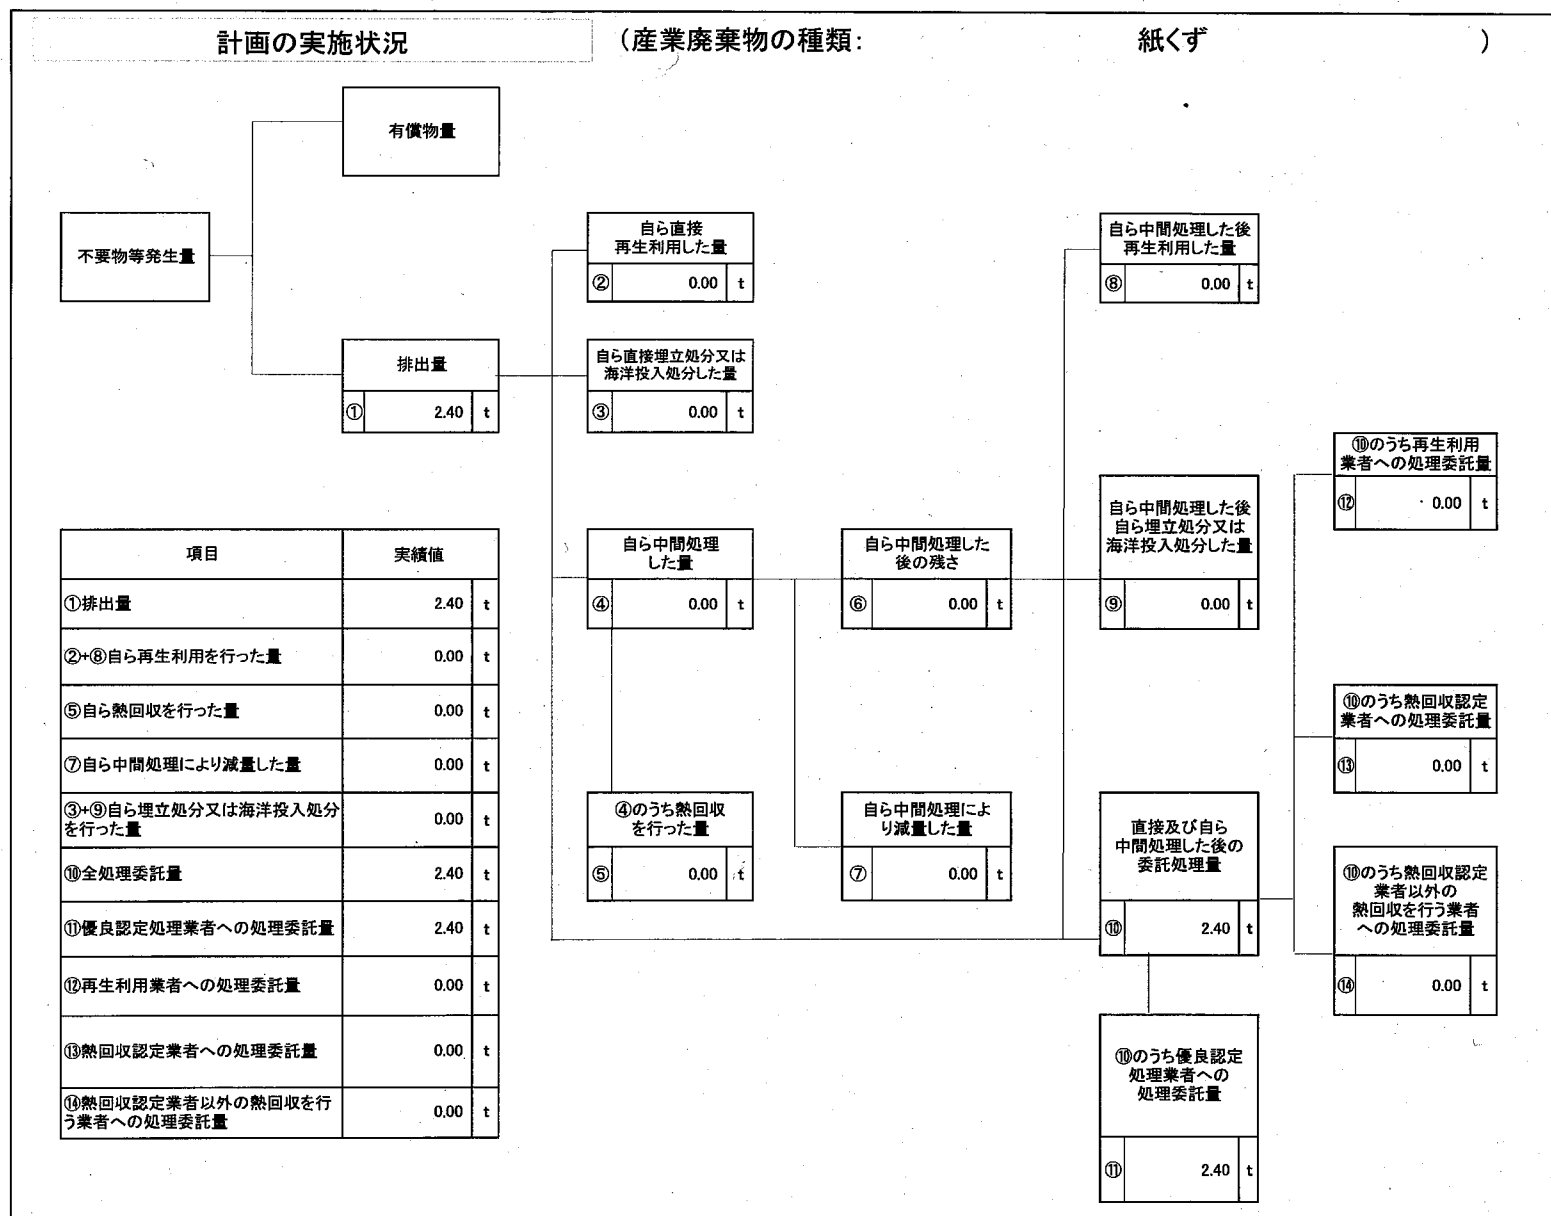 計画の実施状況 (産業廃棄物の種類: 紙くず )
有償物量
不要物等発生量
排出量
① 2.40 t
自ら直接
再生利用した量
② 0.00 t
自ら直接埋立処分又は
海洋投入処分した量
③ 0.00 t
自ら中間処理
した量
④ 0.00 t
④のうち熱回収
を行った量
⑤ 0.00 t
自ら中間処理した
後の残さ
⑥ 0.00 t
自ら中間処理によ
り減量した量
⑦ 0.00 t
自ら中間処理した後
再生利用した量
⑧ 0.00 t
自ら中間処理した後
自ら埋立処分又は
海洋投入処分した量
⑨ 0.00 t
直接及び自ら
中間処理した後の
委託処理量
⑩ 2.40 t
⑩のうち優良認定
処理業者への
処理委託量
⑪ 2.40 t
⑩のうち再生利用
業者への処理委託量
⑫ 0.00 t
⑩のうち熱回収認定
業者への処理委託量
⑬ 0.00 t
⑩のうち熱回収認定
業者以外の
熱回収を行う業者
への処理委託量
⑭ 0.00 t
項目 実績値
①排出量 2.40 t
②+⑧自ら再生利用を行った量 0.00 t
⑤自ら熱回収を行った量 0.00 t
⑦自ら中間処理により減量した量 0.00 t
③+⑨自ら埋立処分又は海洋投入処分
を行った量 0.00 t
⑩全処理委託量 2.40 t
⑪優良認定処理業者への処理委託量 2.40 t
⑫再生利用業者への処理委託量 0.00 t
⑬熱回収認定業者への処理委託量 0.00 t
⑭熱回収認定業者以外の熱回収を行
う業者への処理委託量 0.00 t